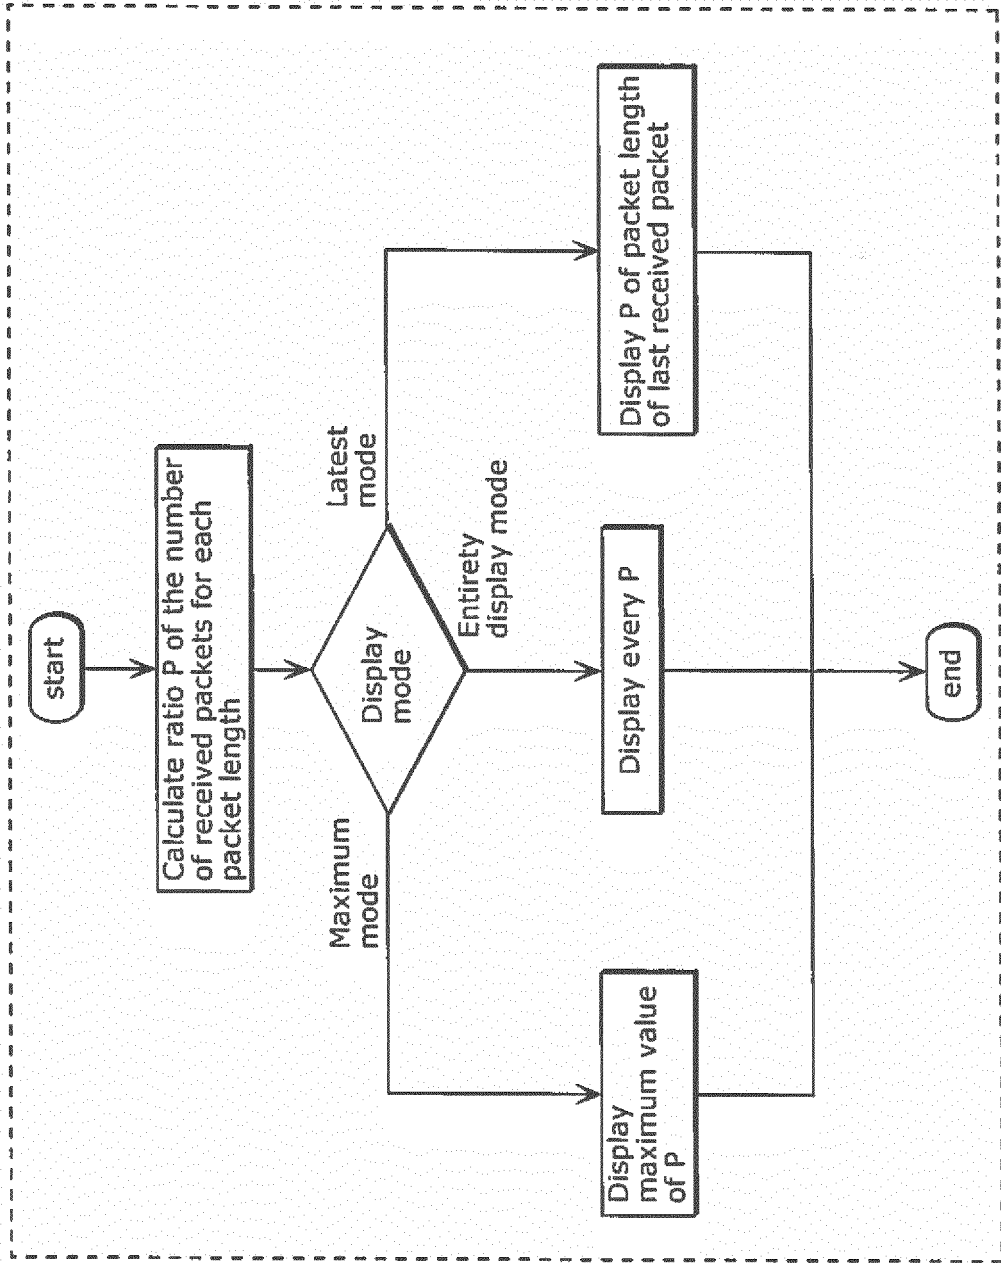 start
Calculate ratio P of the number
of received packets for each
packet length
Display
mode
Maximum
mode
Entirety
display mode
Latest
mode
Display
maximum value
of P
Display every P
Display P of packet length
of last received packet
end